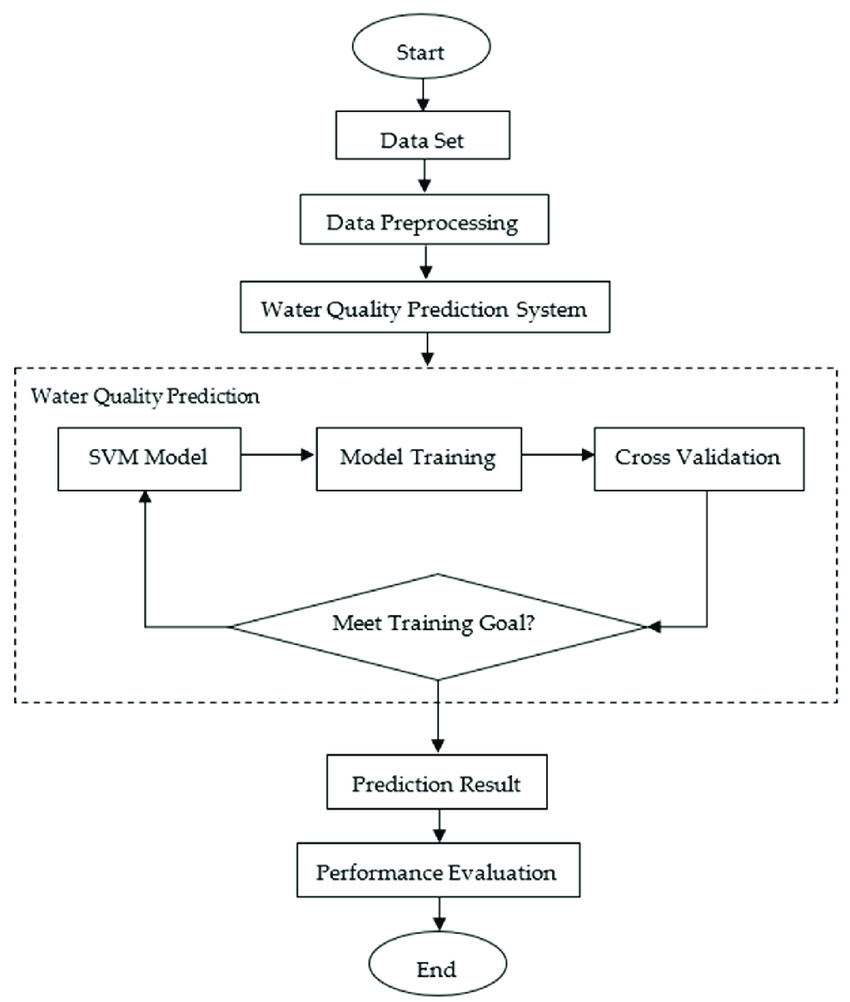 Start
Data Set
Data Preprocessing
Water Quality Prediction System
Water Quality Prediction
SVM Model
Model Training
Cross Validation
Meet Training Goal?
Prediction Result
Performance Evaluation
End